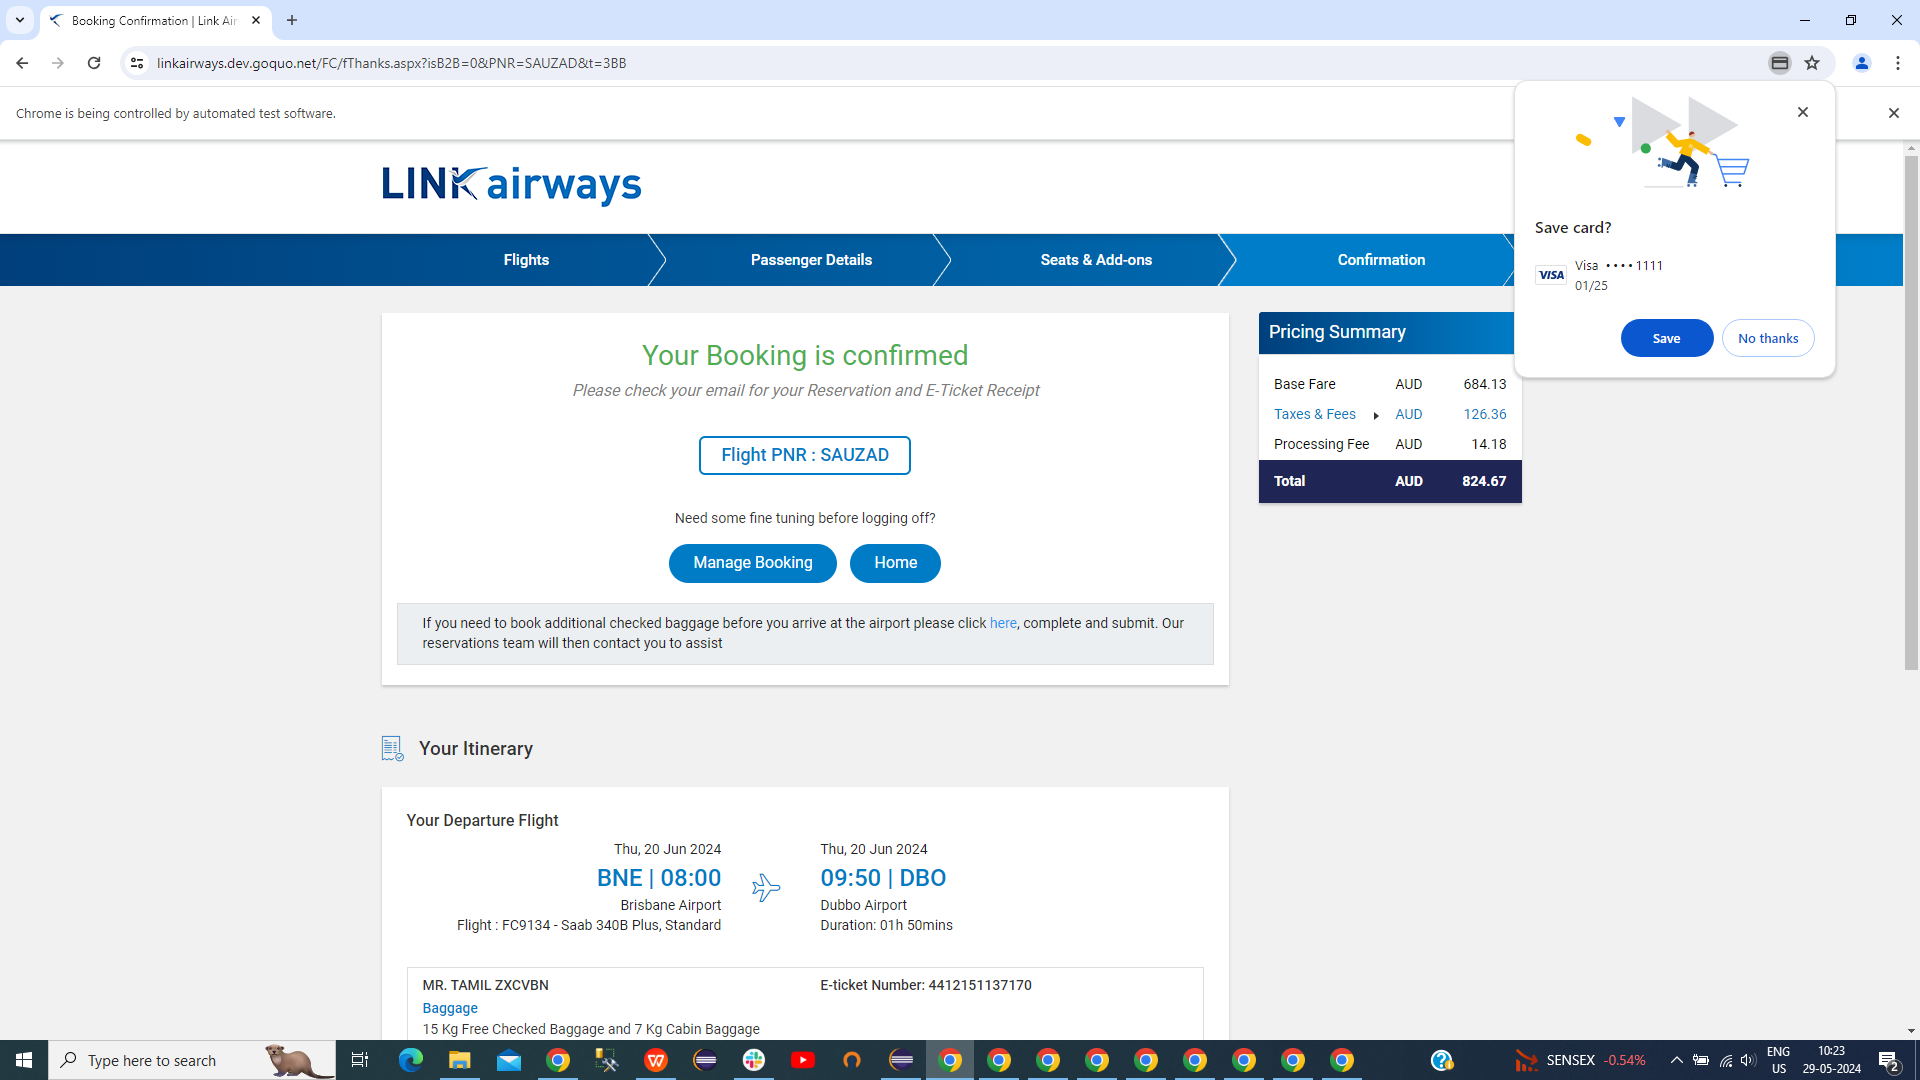 Booking Confirmation | Link Air
linkairways.dev.goquo.net/FC/fThanks.aspx?isB2B=0&PNR=SAUZAD&t=3BB
Chrome is being controlled by automated test software.
LINK airways
Flights
Passenger Details
Seats & Add-ons
Confirmation
Save card?
VISA
Visa •••• 1111
01/25
Save
No thanks
Your Booking is confirmed
Please check your email for your Reservation and E-Ticket Receipt
Flight PNR : SAUZAD
Need some fine tuning before logging off?
Manage Booking
Home
If you need to book additional checked baggage before you arrive at the airport please click here, complete and submit. Our
reservations team will then contact you to assist
Pricing Summary
Base Fare AUD 684.13
Taxes & Fees AUD 126.36
Processing Fee AUD 14.18
Total AUD 824.67
Your Itinerary
Your Departure Flight
Thu, 20 Jun 2024
BNE | 08:00
Brisbane Airport
Flight : FC9134 - Saab 340B Plus, Standard
Thu, 20 Jun 2024
09:50 | DBO
Dubbo Airport
Duration: 01h 50mins
MR. TAMIL ZXCVBN
E-ticket Number: 4412151137170
Baggage
15 Kg Free Checked Baggage and 7 Kg Cabin Baggage
Type here to search
SENSEX -0.54%
ENG
US
10:23
29-05-2024
2